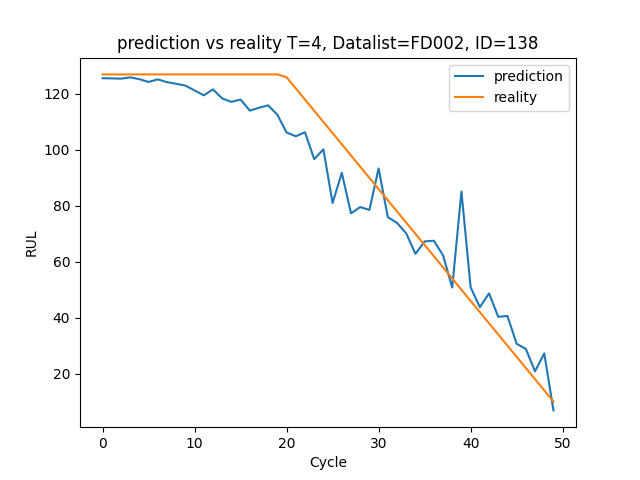 prediction vs reality T=4, Datalist=FD002, ID=138
prediction
reality
RUL
120
100
80
60
40
20
0 10 20 30 40 50
Cycle